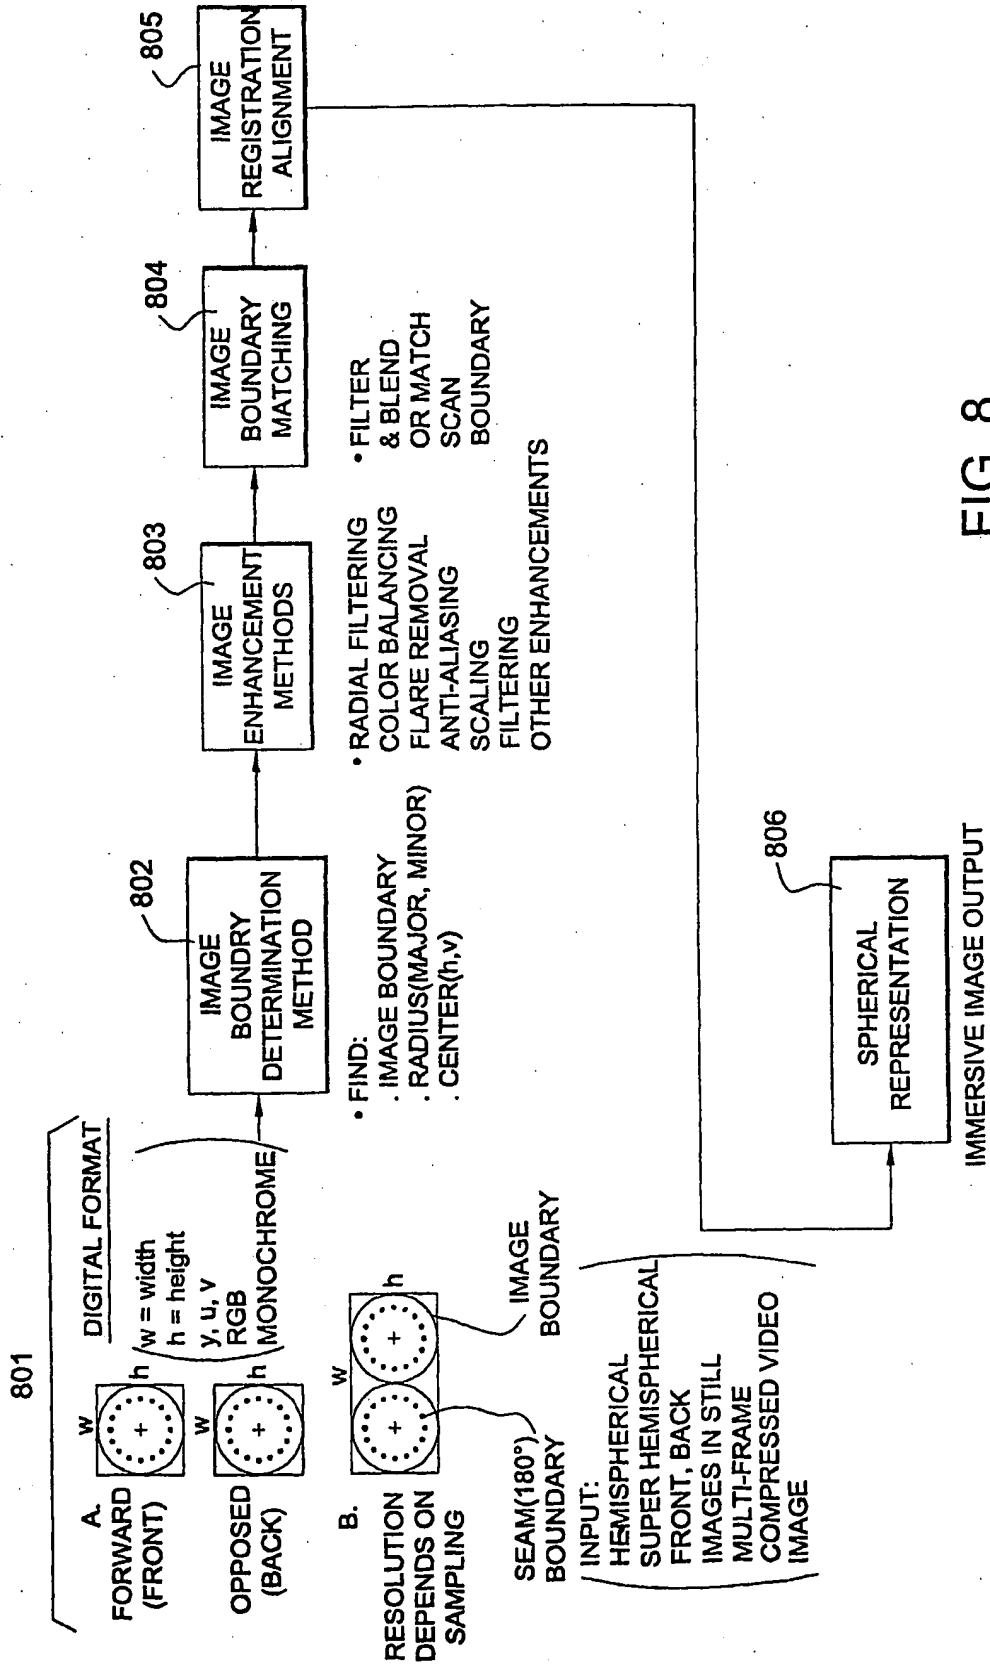 801
A.
FORWARD
(FRONT)
w
h
OPPOSED
(BACK)
w
h
DIGITAL FORMAT
w = width
h = height
y, u, v
RGB
MONOCHROME
B.
RESOLUTION
DEPENDS ON
SAMPLING
w
h
SEAM(180°)
BOUNDARY
IMAGE
BOUNDARY
INPUT:
HEMISPHERICAL
SUPER HEMISPHERICAL
FRONT, BACK
IMAGES IN STILL
MULTI-FRAME
COMPRESSED VIDEO
IMAGE
802
IMAGE
BOUNDRY
DETERMINATION
METHOD
• FIND:
. IMAGE BOUNDARY
. RADIUS(MAJOR, MINOR)
. CENTER(h,v)
803
IMAGE
ENHANCEMENT
METHODS
• RADIAL FILTERING
COLOR BALANCING
FLARE REMOVAL
ANTI-ALIASING
SCALING
FILTERING
OTHER ENHANCEMENTS
804
IMAGE
BOUNDARY
MATCHING
• FILTER
& BLEND
OR MATCH
SCAN
BOUNDARY
805
IMAGE
REGISTRATION
ALIGNMENT
806
SPHERICAL
REPRESENTATION
IMMERSIVE IMAGE OUTPUT
FIG. 8